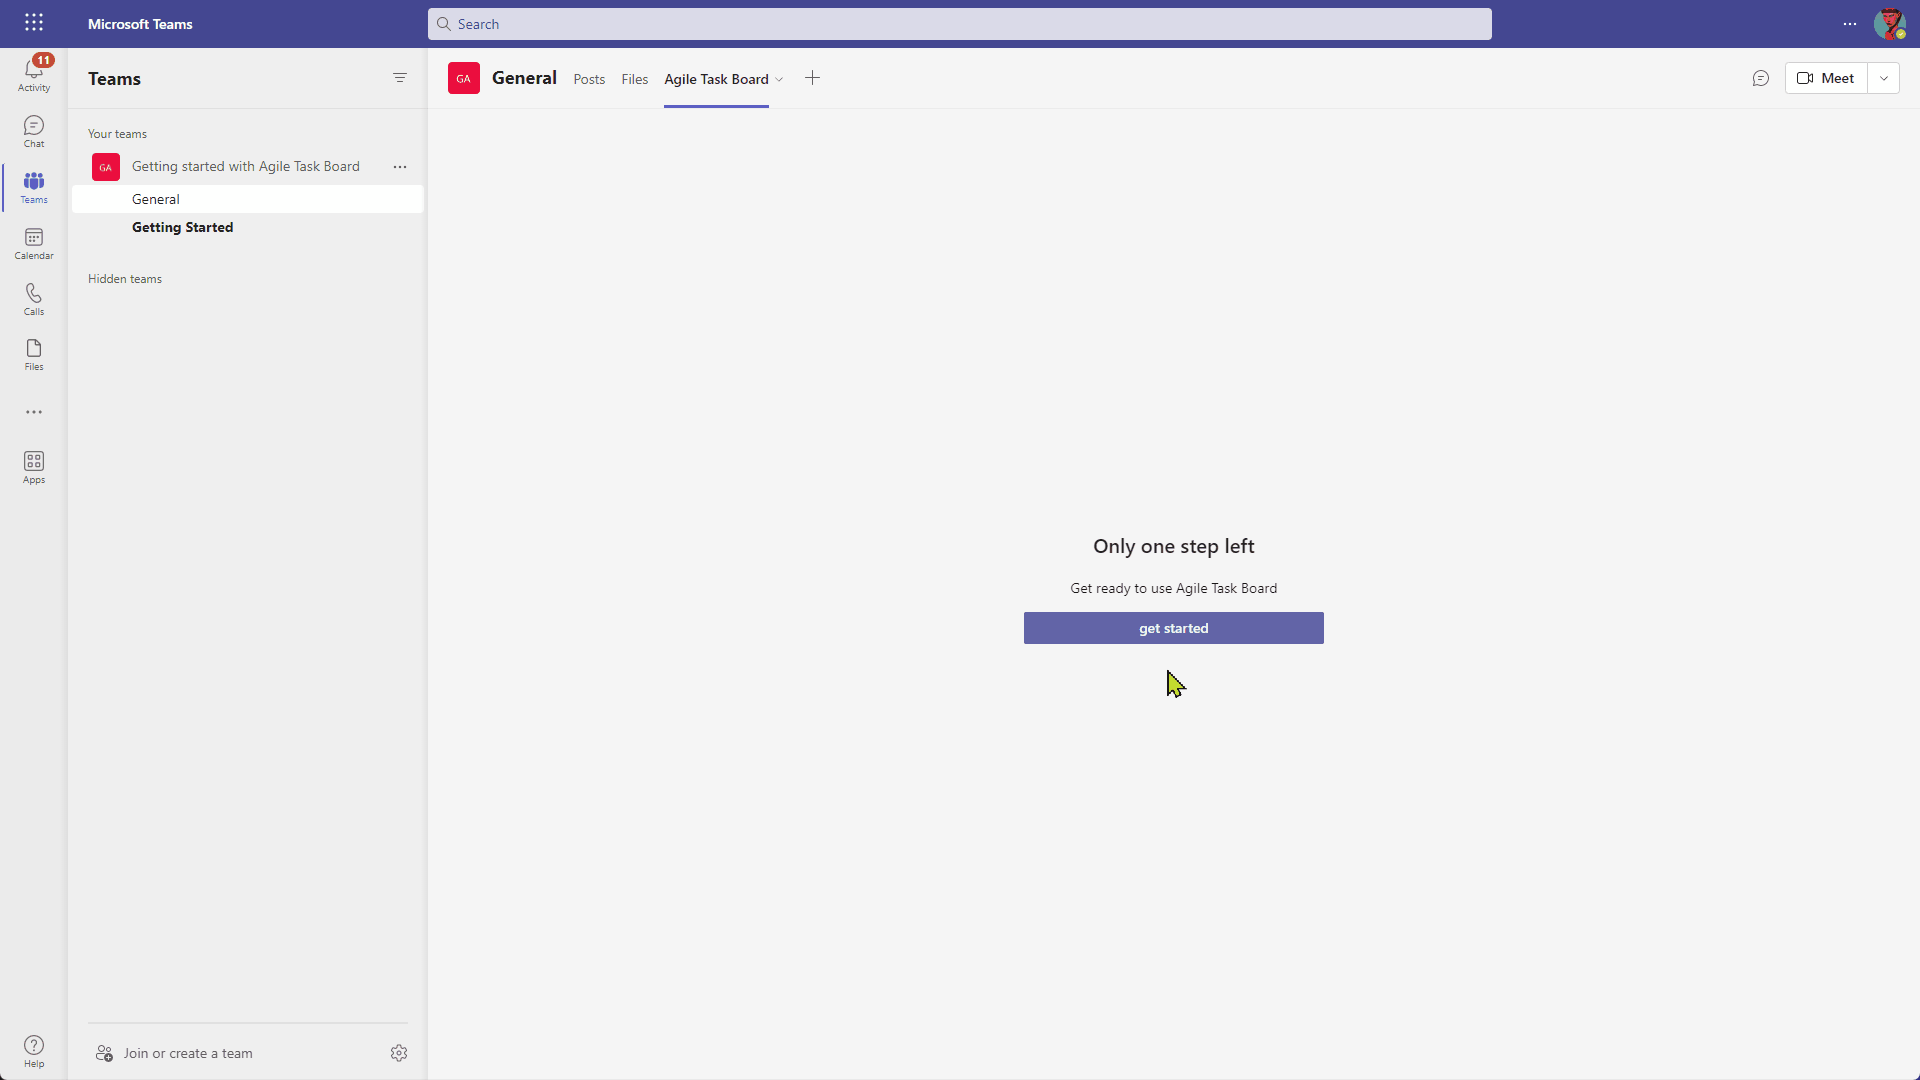 Microsoft Teams
Search
11
Activity
Chat
Teams
Calendar
Calls
Files
Apps
Help
Teams
Your teams
GA Getting started with Agile Task Board
General
Getting Started
Hidden teams
Join or create a team
GA General Posts Files Agile Task Board
Meet
Only one step left
Get ready to use Agile Task Board
get started